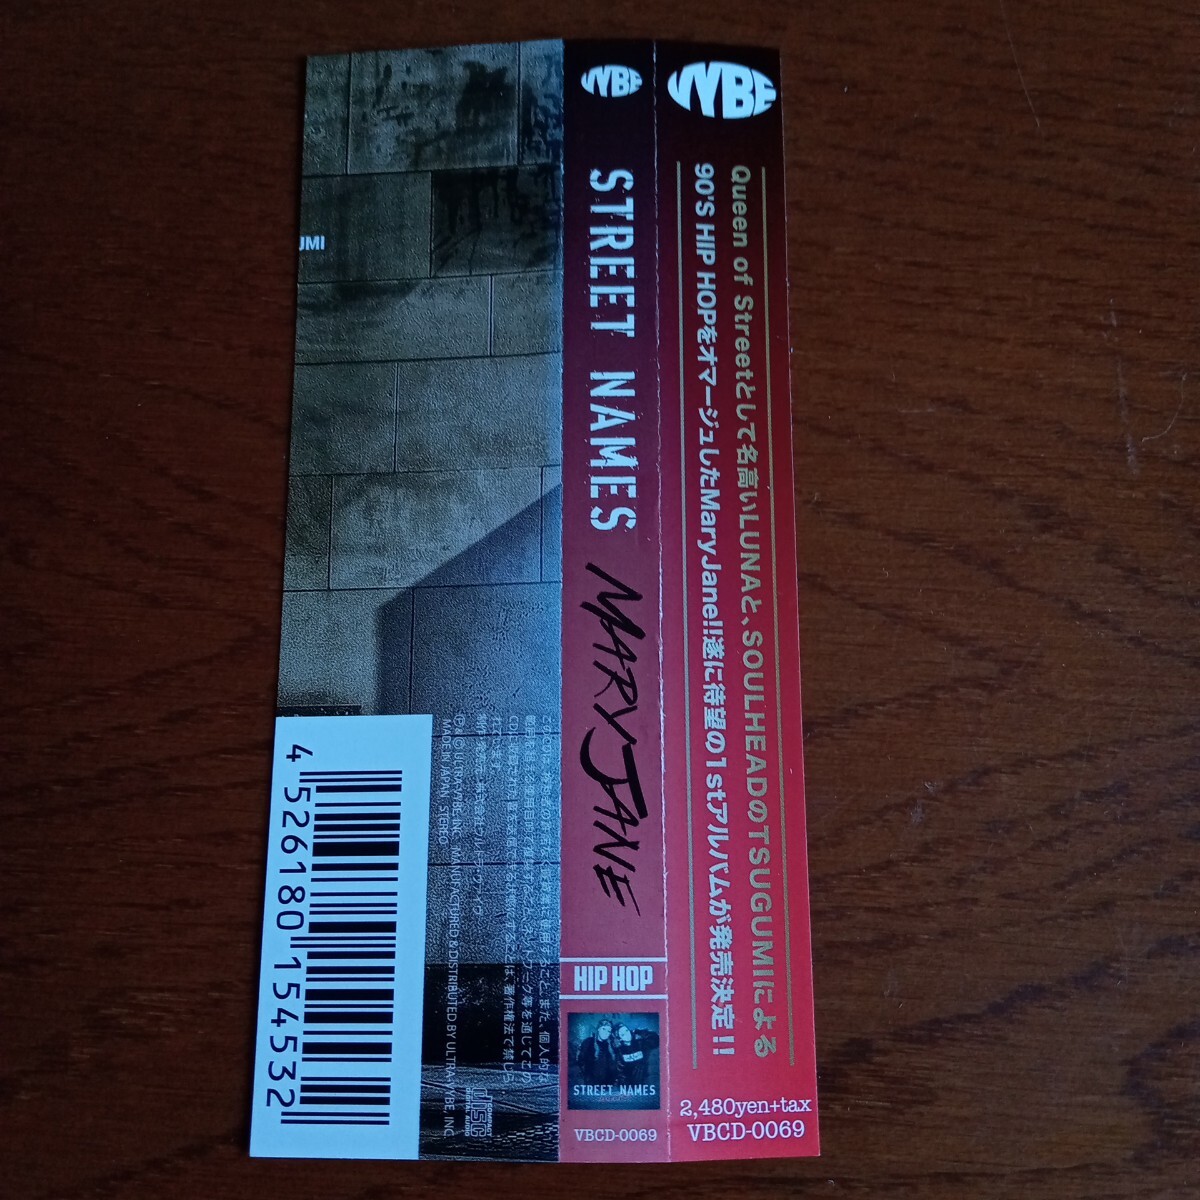 VYBE
Queen of Streetとして名高いLUNAと、SOULHEADのTSUGUMIによる
90'S HIP HOPをオマージュしたMaryJane!!遂に待望の1stアルバムが発売決定!!
2,480yen+tax
VBCD-0069
VYBE
STREET NAMES
MARYJANE
HIP HOP
STREET NAMES
VBCD-0069
UMI
MADE IN JAPAN STEREO
COMPACT
disc
DIGITAL AUDIO
4 526180 154532